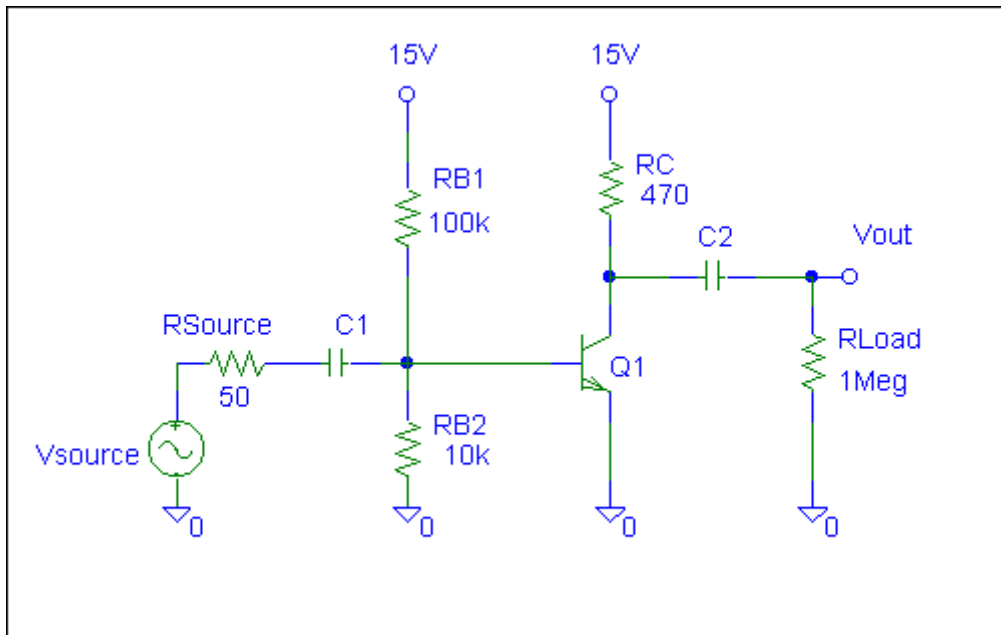 15V
15V
RB1
100k
RC
470
C2
Vout
RSource
50
C1
Q1
RLoad
1Meg
RB2
10k
Vsource
0
0
0
0